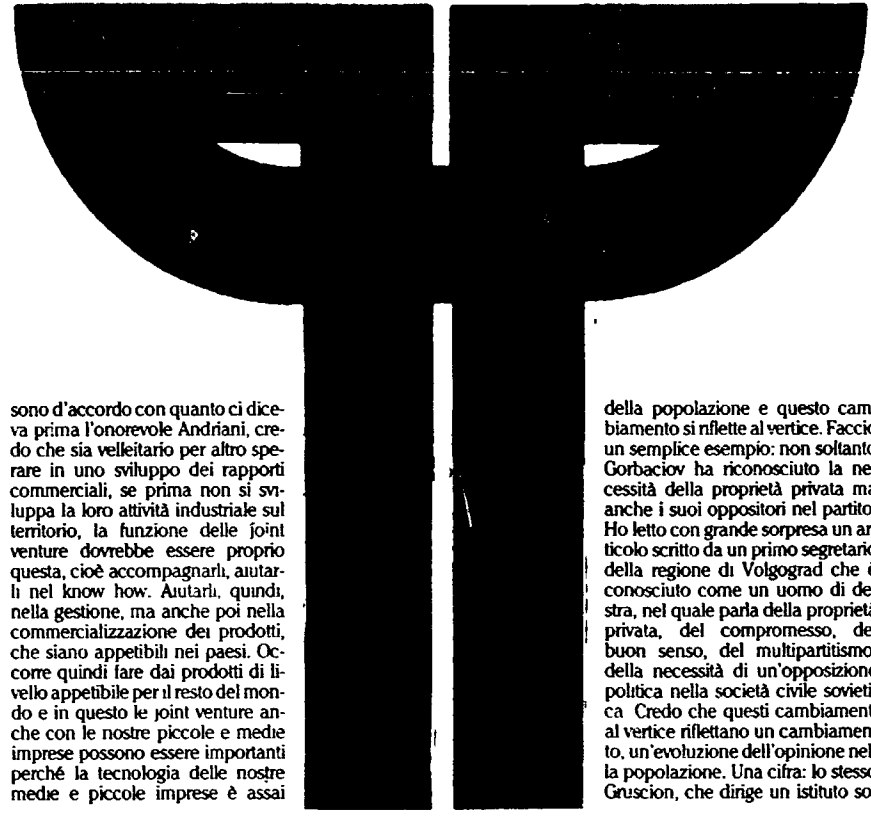 sono d'accordo con quanto ci dice-
va prima l'onorevole Andriani, cre-
do che sia velleitario per altro spe-
rare in uno sviluppo dei rapporti
commerciali, se prima non si svi-
luppa la loro attività industriale sul
territorio, la funzione delle joint
venture dovrebbe essere proprio
questa, cioè accompagnarli, aiutar-
li nel know how. Aiutarli, quindi,
nella gestione, ma anche poi nella
commercializzazione dei prodotti,
che siano appetibili nei paesi. Oc-
corre quindi fare dai prodotti di li-
vello appetibile per il resto del mon-
do e in questo le joint venture an-
che con le nostre piccole e medie
imprese possono essere importanti
perché la tecnologia delle nostre
medie e piccole imprese è assai
della popolazione e questo cam
biamento si riflette al vertice. Faccio
un semplice esempio: non soltanto
Gorbaciov ha riconosciuto la ne
cessità della proprietà privata ma
anche i suoi oppositori nel partito
Ho letto con grande sorpresa un ar
ticolo scritto da un primo segretario
della regione di Volgograd che è
conosciuto come un uomo di de
stra, nel quale parla della proprietà
privata, del compromesso, de
buon senso, del multipartitismo
della necessità di un'opposizione
politica nella società civile sovieti
ca Credo che questi cambiament
al vertice riflettano un cambiamen
to, un'evoluzione dell'opinione nel
la popolazione. Una cifra: lo stesso
Gruscion, che dirige un istituto so